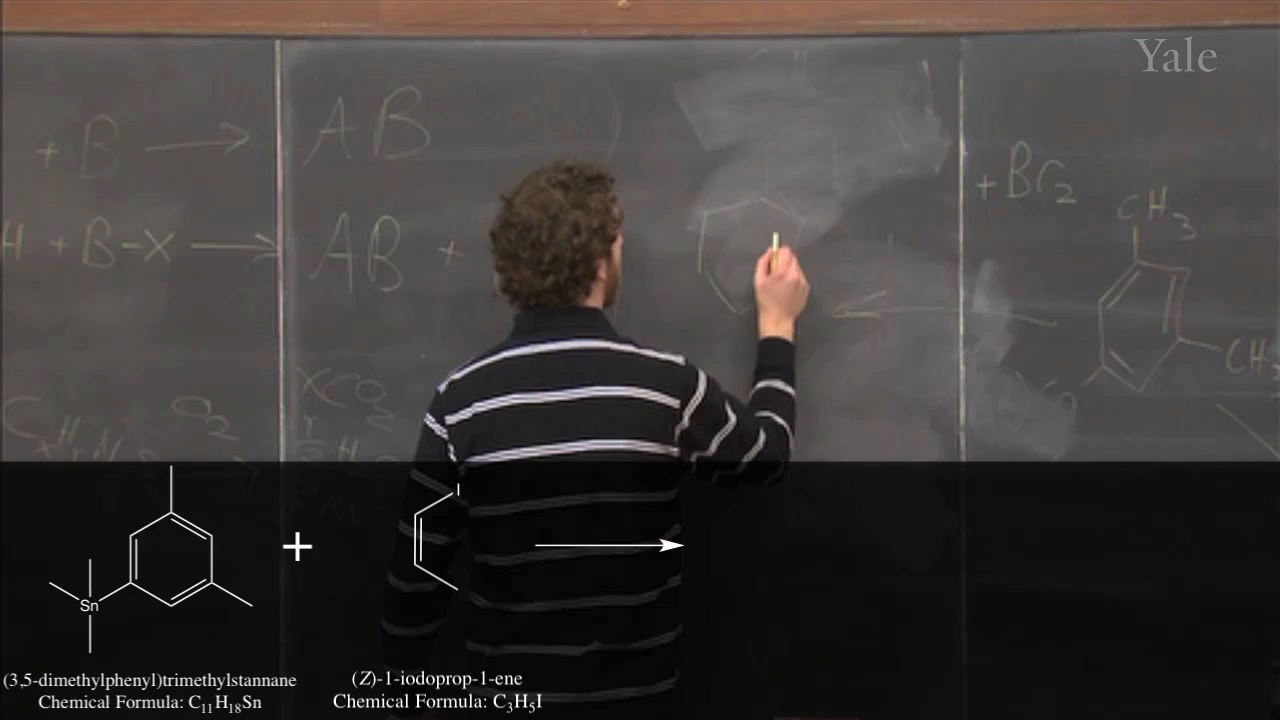 Yale
+ B → AB
H + B-X → AB +
+Br2
CH3
CH3
O2
XCO2
Sn
+
I
(3,5-dimethylphenyl)trimethylstannane
Chemical Formula: C11H18Sn
(Z)-1-iodoprop-1-ene
Chemical Formula: C3H5I